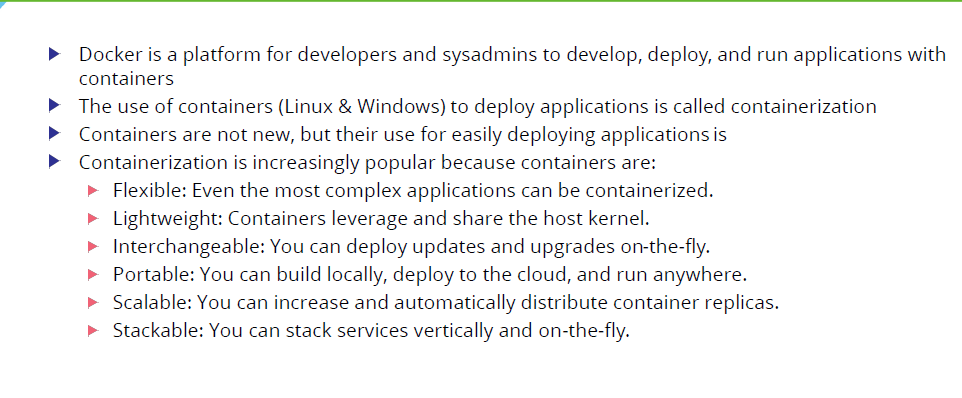 Docker is a platform for developers and sysadmins to develop, deploy, and run applications with
containers
The use of containers (Linux & Windows) to deploy applications is called containerization
Containers are not new, but their use for easily deploying applications is
Containerization is increasingly popular because containers are:
Flexible: Even the most complex applications can be containerized.
Lightweight: Containers leverage and share the host kernel.
Interchangeable: You can deploy updates and upgrades on-the-fly.
Portable: You can build locally, deploy to the cloud, and run anywhere.
Scalable: You can increase and automatically distribute container replicas.
Stackable: You can stack services vertically and on-the-fly.